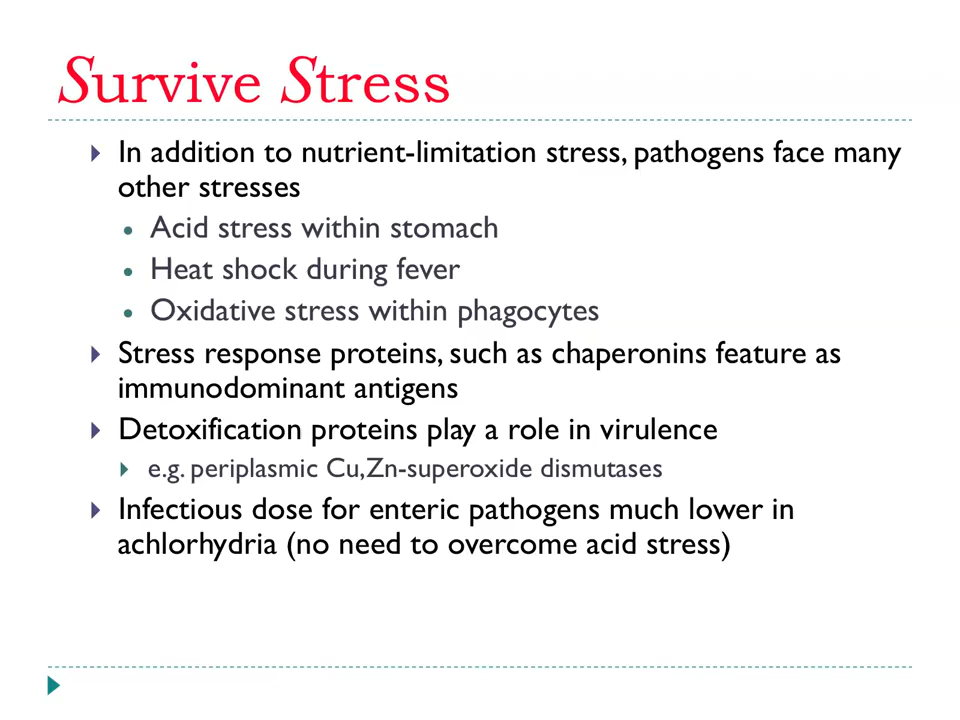 Survive Stress
In addition to nutrient-limitation stress, pathogens face many
other stresses
Acid stress within stomach
Heat shock during fever
Oxidative stress within phagocytes
Stress response proteins, such as chaperonins feature as
immunodominant antigens
Detoxification proteins play a role in virulence
e.g. periplasmic Cu,Zn-superoxide dismutases
Infectious dose for enteric pathogens much lower in
achlorhydria (no need to overcome acid stress)